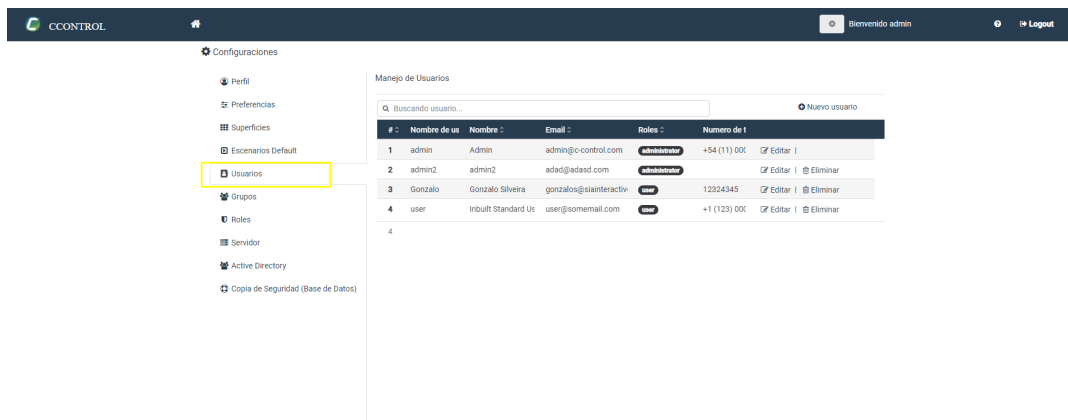 CCONTROL
Bienvenido admin
Logout
Configuraciones
Perfil
Preferencias
Superficies
Escenarios Default
Usuarios
Grupos
Roles
Servidor
Active Directory
Copia de Seguridad (Base de Datos)
Manejo de Usuarios
Buscando usuario...
Nuevo usuario
# Nombre de us Nombre Email Roles Numero de t
1 admin Admin admin@c-control.com administrator +54 (11) 000 Editar |
2 admin2 admin2 adad@adasd.com administrator Editar | Eliminar
3 Gonzalo Gonzalo Silveira gonzalos@siainteractiv user 12324345 Editar | Eliminar
4 user Inbuilt Standard Us user@somemail.com user +1 (123) 000 Editar | Eliminar
4